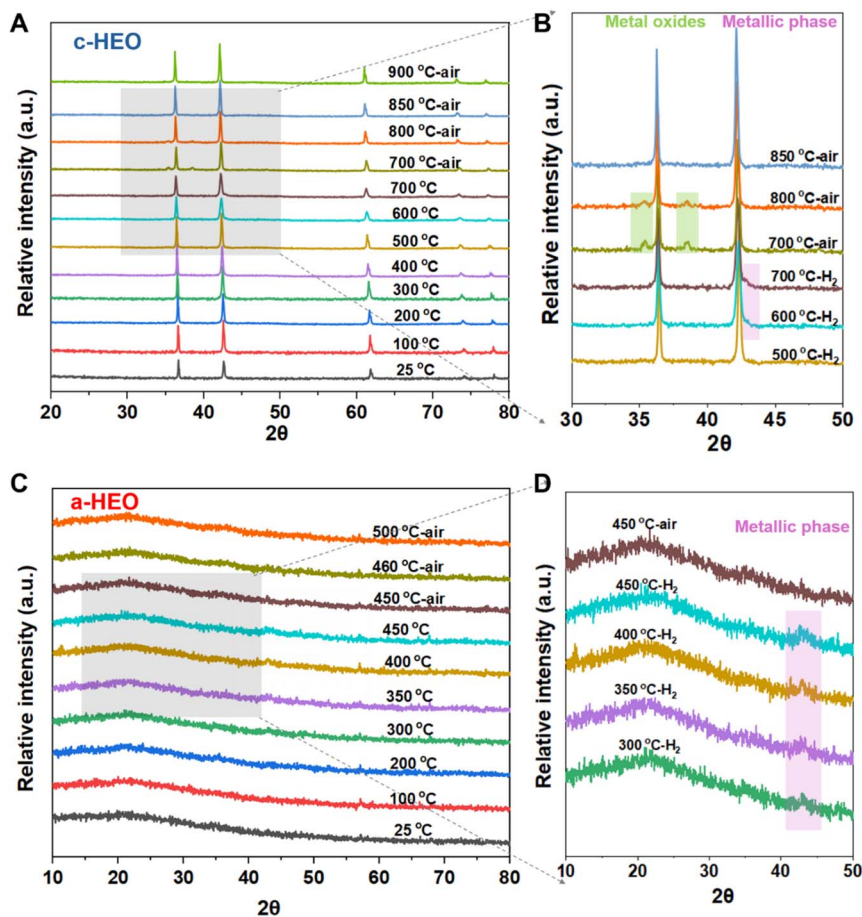 A
c-HEO
Relative intensity (a.u.)
900 °C-air
850 °C-air
800 °C-air
700 °C-air
700 °C
600 °C
500 °C
400 °C
300 °C
200 °C
100 °C
25 °C
20 30 40 50 60 70 80
2θ
B
Metal oxides Metallic phase
Relative intensity (a.u.)
850 °C-air
800 °C-air
700 °C-air
700 °C-H₂
600 °C-H₂
500 °C-H₂
30 35 40 45 50
2θ
C
a-HEO
Relative intensity (a.u.)
500 °C-air
460 °C-air
450 °C-air
450 °C
400 °C
350 °C
300 °C
200 °C
100 °C
25 °C
10 20 30 40 50 60 70 80
2θ
D
Metallic phase
Relative intensity (a.u.)
450 °C-air
450 °C-H₂
400 °C-H₂
350 °C-H₂
300 °C-H₂
10 20 30 40 50
2θ